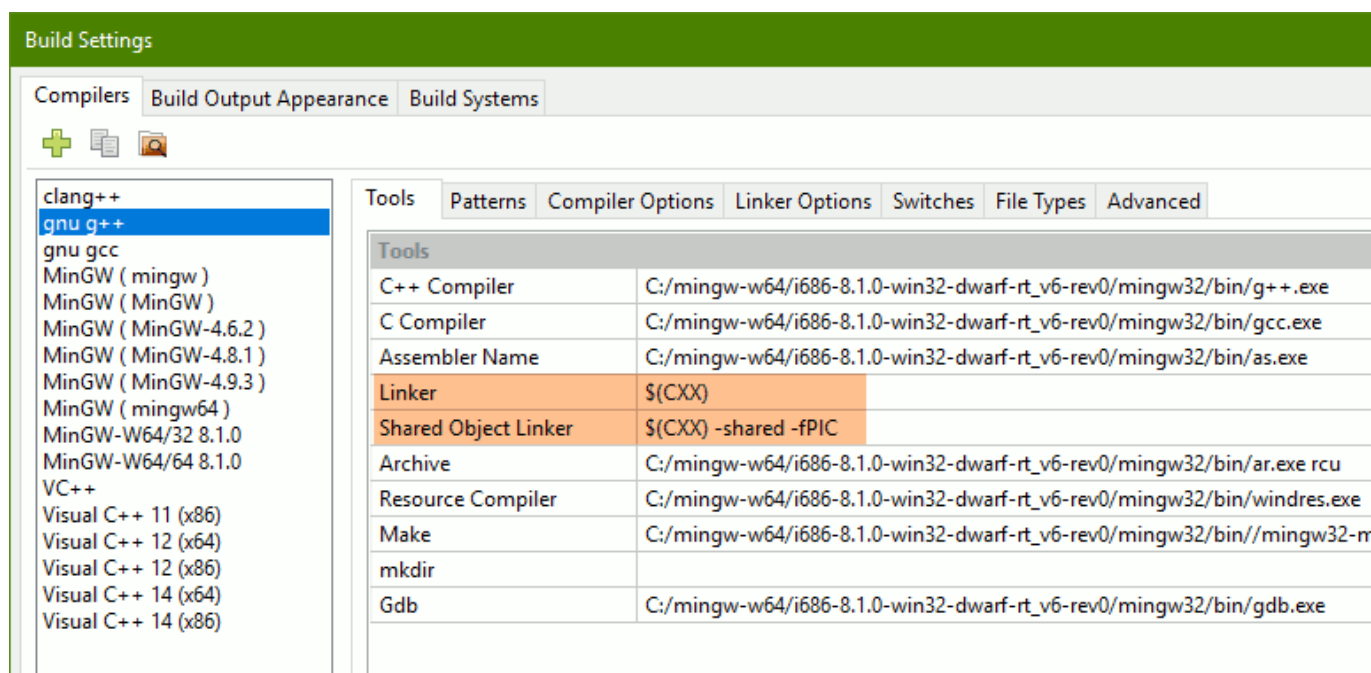 Build Settings
Compilers Build Output Appearance Build Systems
clang++
gnu g++
gnu gcc
MinGW ( mingw )
MinGW ( MinGW )
MinGW ( MinGW-4.6.2 )
MinGW ( MinGW-4.8.1 )
MinGW ( MinGW-4.9.3 )
MinGW ( mingw64 )
MinGW-W64/32 8.1.0
MinGW-W64/64 8.1.0
VC++
Visual C++ 11 (x86)
Visual C++ 12 (x64)
Visual C++ 12 (x86)
Visual C++ 14 (x64)
Visual C++ 14 (x86)
Tools Patterns Compiler Options Linker Options Switches File Types Advanced
Tools
C++ Compiler C:/mingw-w64/i686-8.1.0-win32-dwarf-rt_v6-rev0/mingw32/bin/g++.exe
C Compiler C:/mingw-w64/i686-8.1.0-win32-dwarf-rt_v6-rev0/mingw32/bin/gcc.exe
Assembler Name C:/mingw-w64/i686-8.1.0-win32-dwarf-rt_v6-rev0/mingw32/bin/as.exe
Linker $(CXX)
Shared Object Linker $(CXX) -shared -fPIC
Archive C:/mingw-w64/i686-8.1.0-win32-dwarf-rt_v6-rev0/mingw32/bin/ar.exe rcu
Resource Compiler C:/mingw-w64/i686-8.1.0-win32-dwarf-rt_v6-rev0/mingw32/bin/windres.exe
Make C:/mingw-w64/i686-8.1.0-win32-dwarf-rt_v6-rev0/mingw32/bin//mingw32-m
mkdir
Gdb C:/mingw-w64/i686-8.1.0-win32-dwarf-rt_v6-rev0/mingw32/bin/gdb.exe